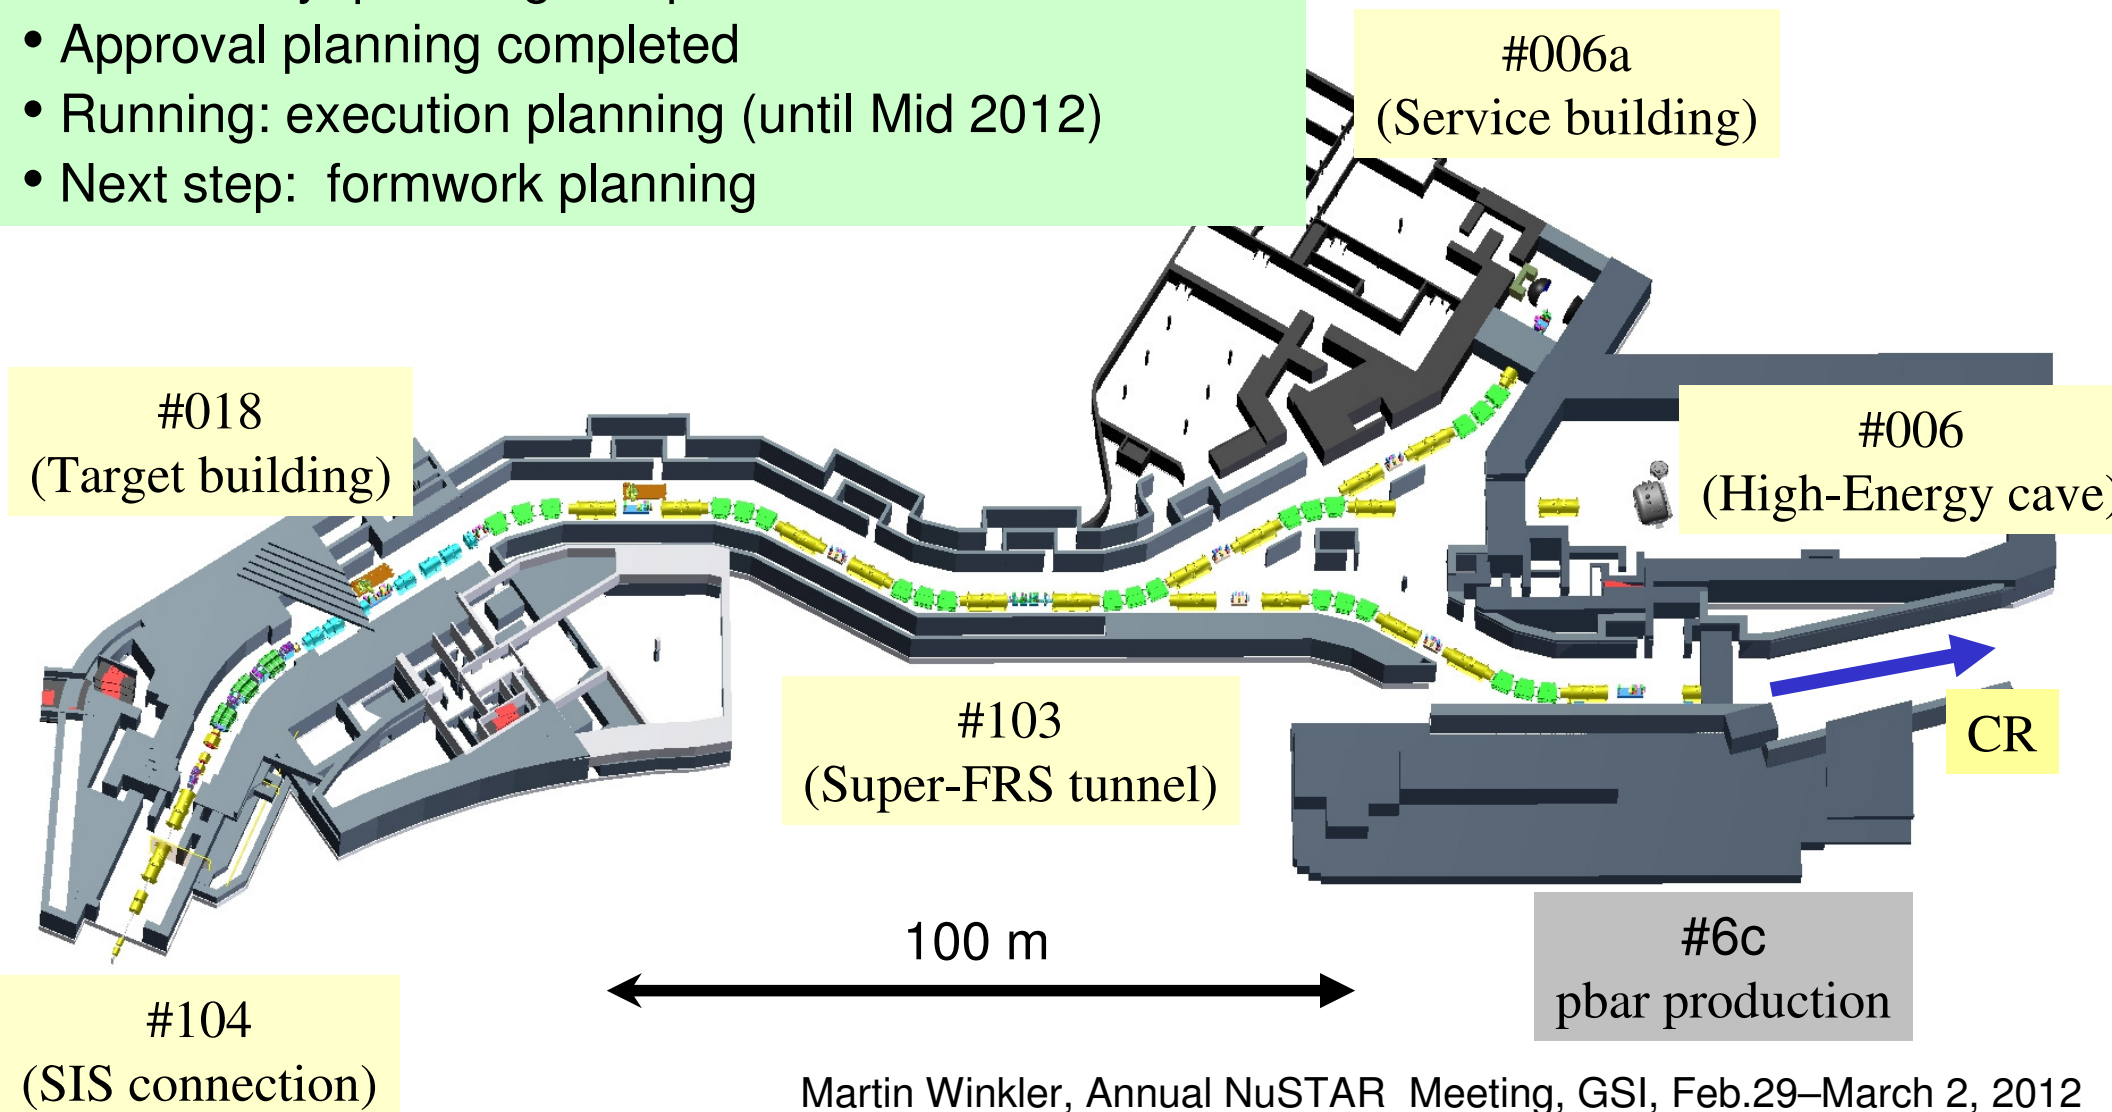 • Approval planning completed
• Running: execution planning (until Mid 2012)
• Next step: formwork planning
#006a
(Service building)
#018
(Target building)
#006
(High-Energy cave)
#103
(Super-FRS tunnel)
CR
100 m
#6c
pbar production
#104
(SIS connection)
Martin Winkler, Annual NuSTAR Meeting, GSI, Feb.29–March 2, 2012